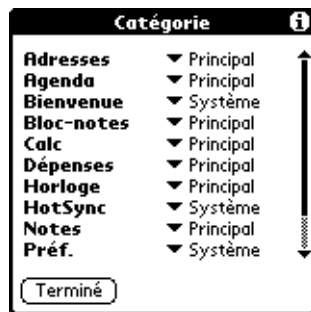 Catégorie
Adresses Principal
Agenda Principal
Bienvenue Système
Bloc-notes Principal
Calc Principal
Dépenses Principal
Horloge Principal
HotSync Système
Notes Principal
Préf. Système
Terminé